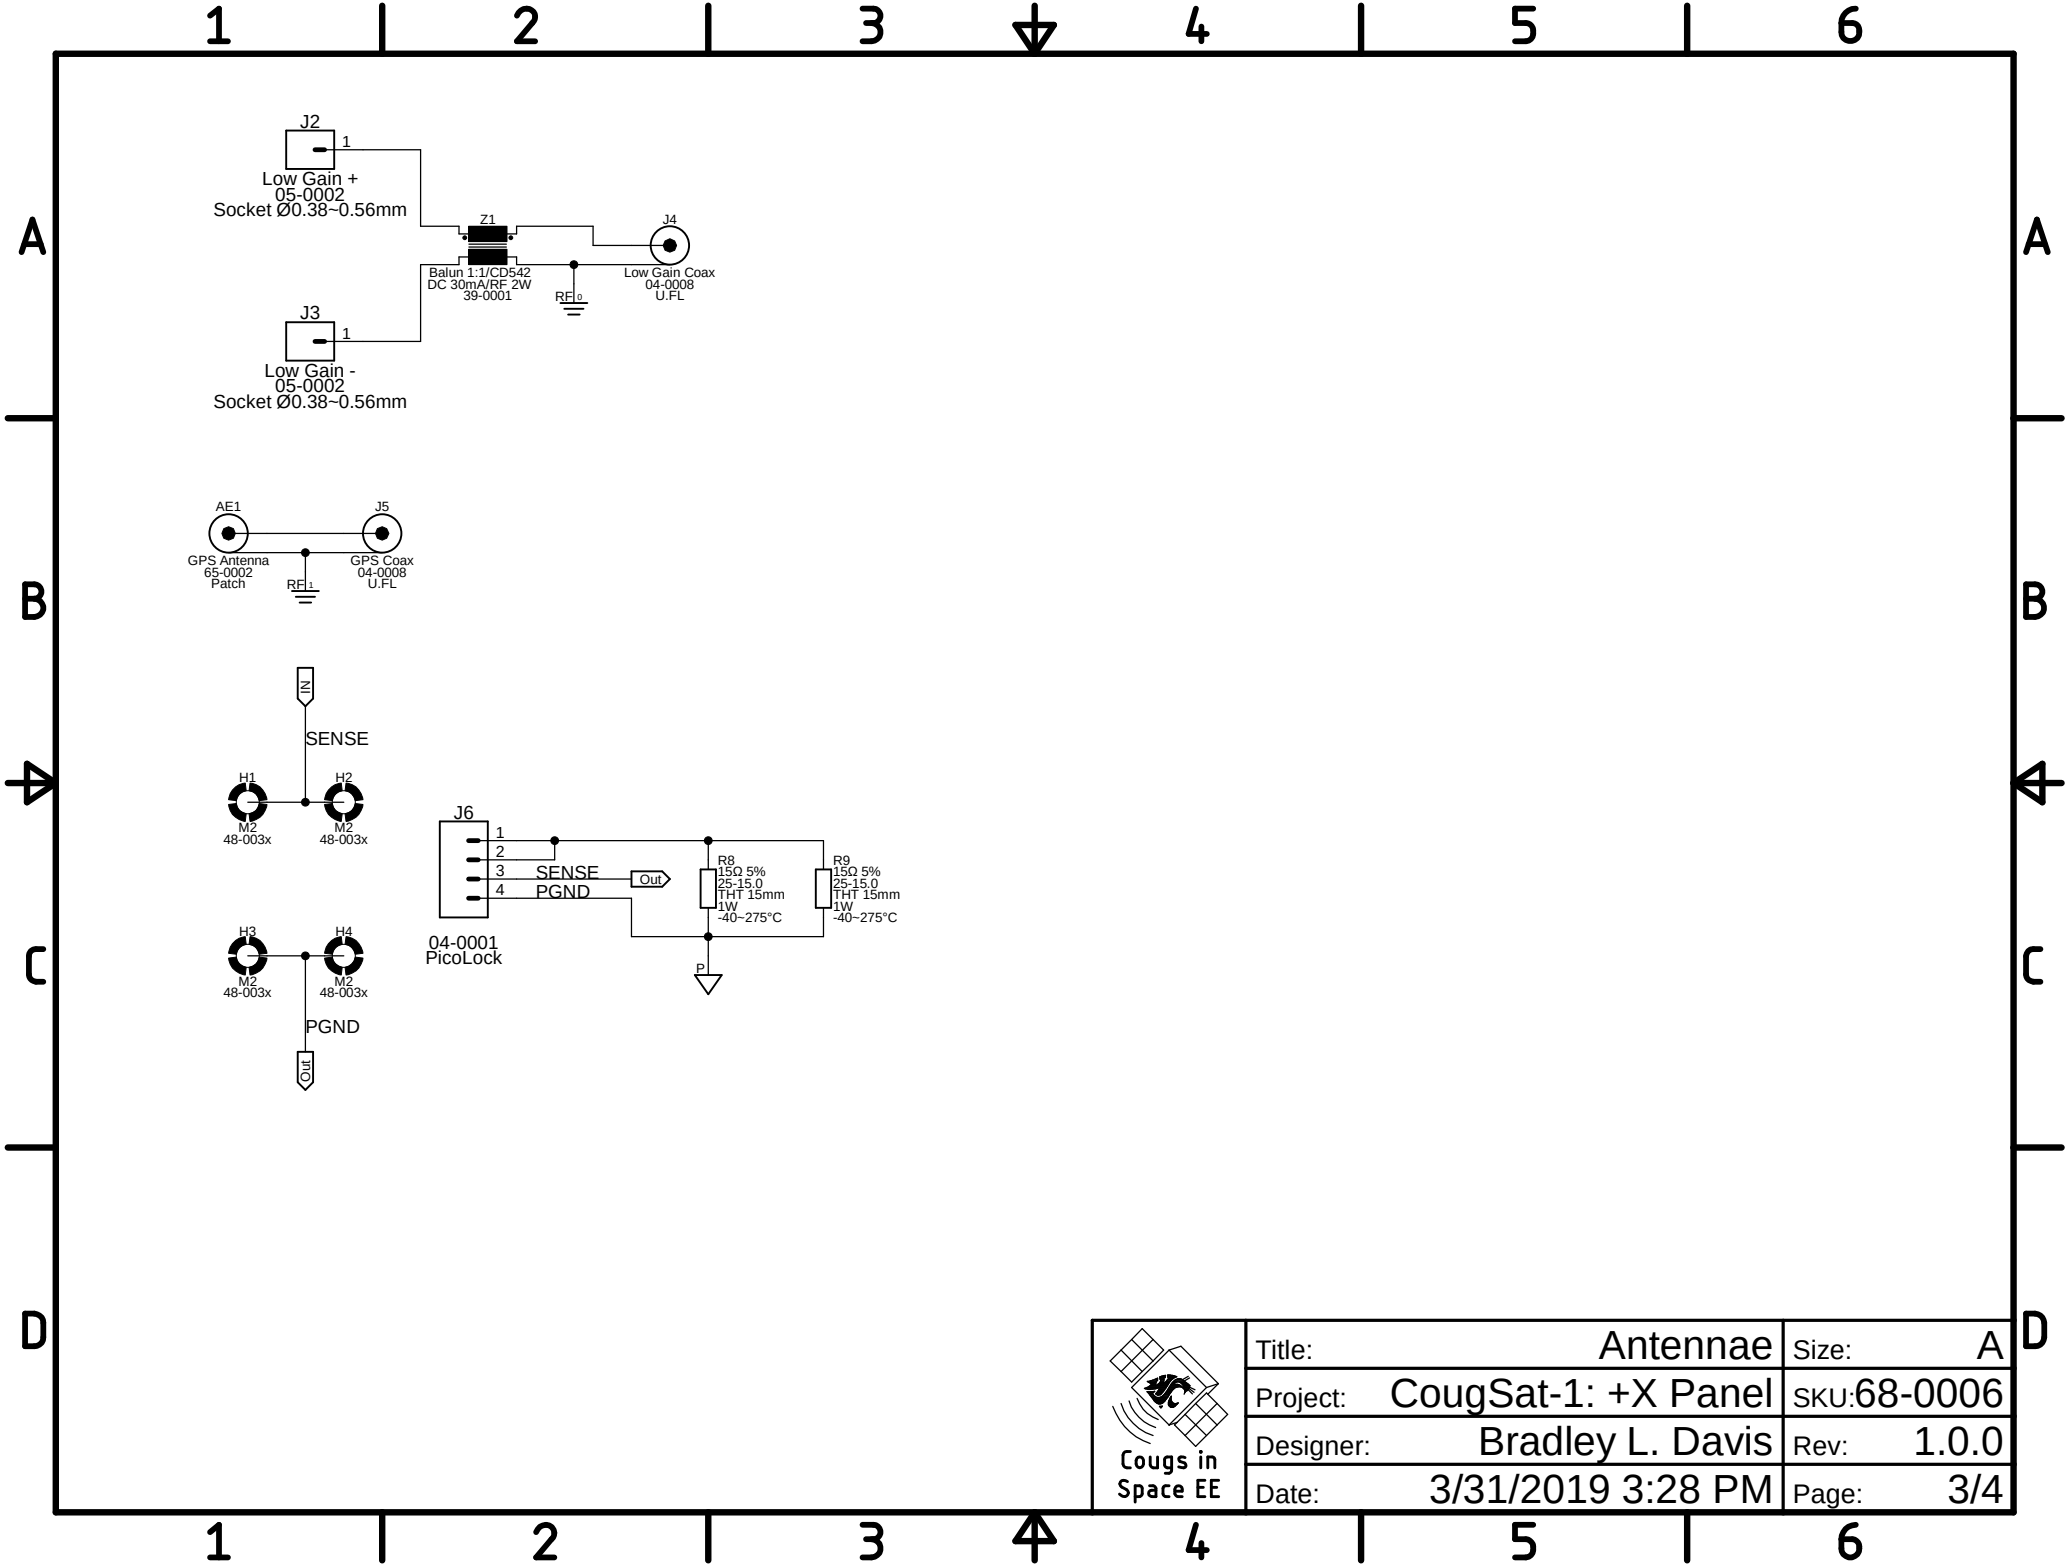 1 2 3 4 5 6
A A
B B
C C
D D
J2
1
Low Gain +
05-0002
Socket Ø0.38~0.56mm
Z1
Balun 1:1/CD542
DC 30mA/RF 2W
39-0001
RF 0
J4
Low Gain Coax
04-0008
U.FL
J3
1
Low Gain -
05-0002
Socket Ø0.38~0.56mm
AE1
GPS Antenna
65-0002
Patch
RF 1
J5
GPS Coax
04-0008
U.FL
IN
SENSE
H1
M2
48-003x
H2
M2
48-003x
H3
M2
48-003x
H4
M2
48-003x
PGND
Out
J6
1
2
3 SENSE
4 PGND
Out
04-0001
PicoLock
R8
15Ω 5%
25-15.0
THT 15mm
1W
-40~275°C
R9
15Ω 5%
25-15.0
THT 15mm
1W
-40~275°C
P
Cougs in
Space EE
Title: Antennae Size: A
Project: CougSat-1: +X Panel SKU: 68-0006
Designer: Bradley L. Davis Rev: 1.0.0
Date: 3/31/2019 3:28 PM Page: 3/4
1 2 3 4 5 6